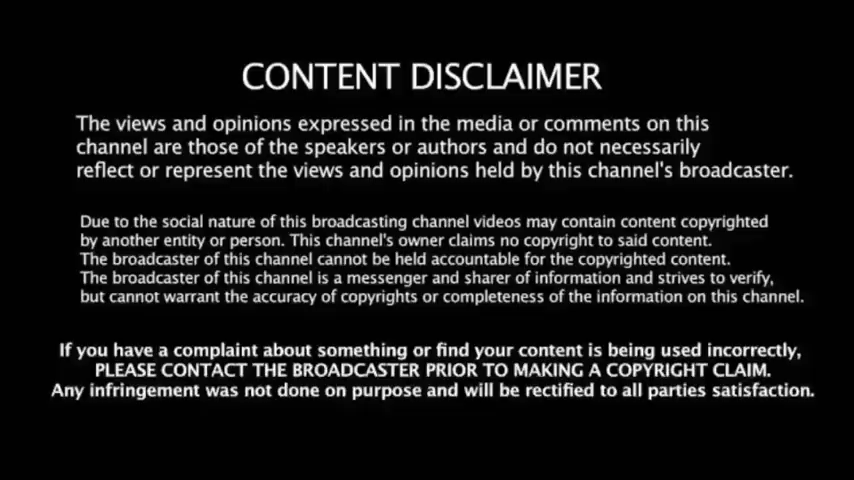 CONTENT DISCLAIMER
The views and opinions expressed in the media or comments on this
channel are those of the speakers or authors and do not necessarily
reflect or represent the views and opinions held by this channel's broadcaster.
Due to the social nature of this broadcasting channel videos may contain content copyrighted
by another entity or person. This channel's owner claims no copyright to said content.
The broadcaster of this channel cannot be held accountable for the copyrighted content.
The broadcaster of this channel is a messenger and sharer of information and strives to verify,
but cannot warrant the accuracy of copyrights or completeness of the information on this channel.
If you have a complaint about something or find your content is being used incorrectly,
PLEASE CONTACT THE BROADCASTER PRIOR TO MAKING A COPYRIGHT CLAIM.
Any infringement was not done on purpose and will be rectified to all parties satisfaction.